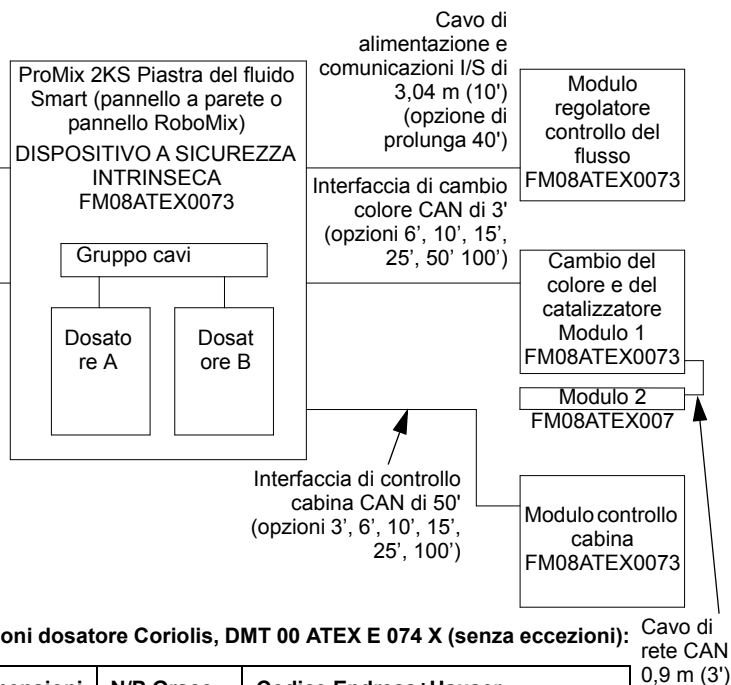 Cavo di
alimentazione e
comunicazioni I/S di
3,04 m (10')
(opzione di
prolunga 40')
ProMix 2KS Piastra del fluido
Smart (pannello a parete o
pannello RoboMix)
DISPOSITIVO A SICUREZZA
INTRINSECA
FM08ATEX0073
Modulo
regolatore
controllo del
flusso
FM08ATEX0073
Interfaccia di cambio
colore CAN di 3'
(opzioni 6’, 10’, 15’,
25’, 50’ 100’)
Gruppo cavi
Dosato
re A
Dosat
ore B
Cambio del
colore e del
catalizzatore
Modulo 1
FM08ATEX0073
Modulo 2
FM08ATEX007
Interfaccia di controllo
cabina CAN di 50'
(opzioni 3’, 6’, 10’, 15’,
25’, 100’)
Modulo controllo
cabina
FM08ATEX0073
oni dosatore Coriolis, DMT 00 ATEX E 074 X (senza eccezioni):
Cavo di
rete CAN
0,9 m (3')